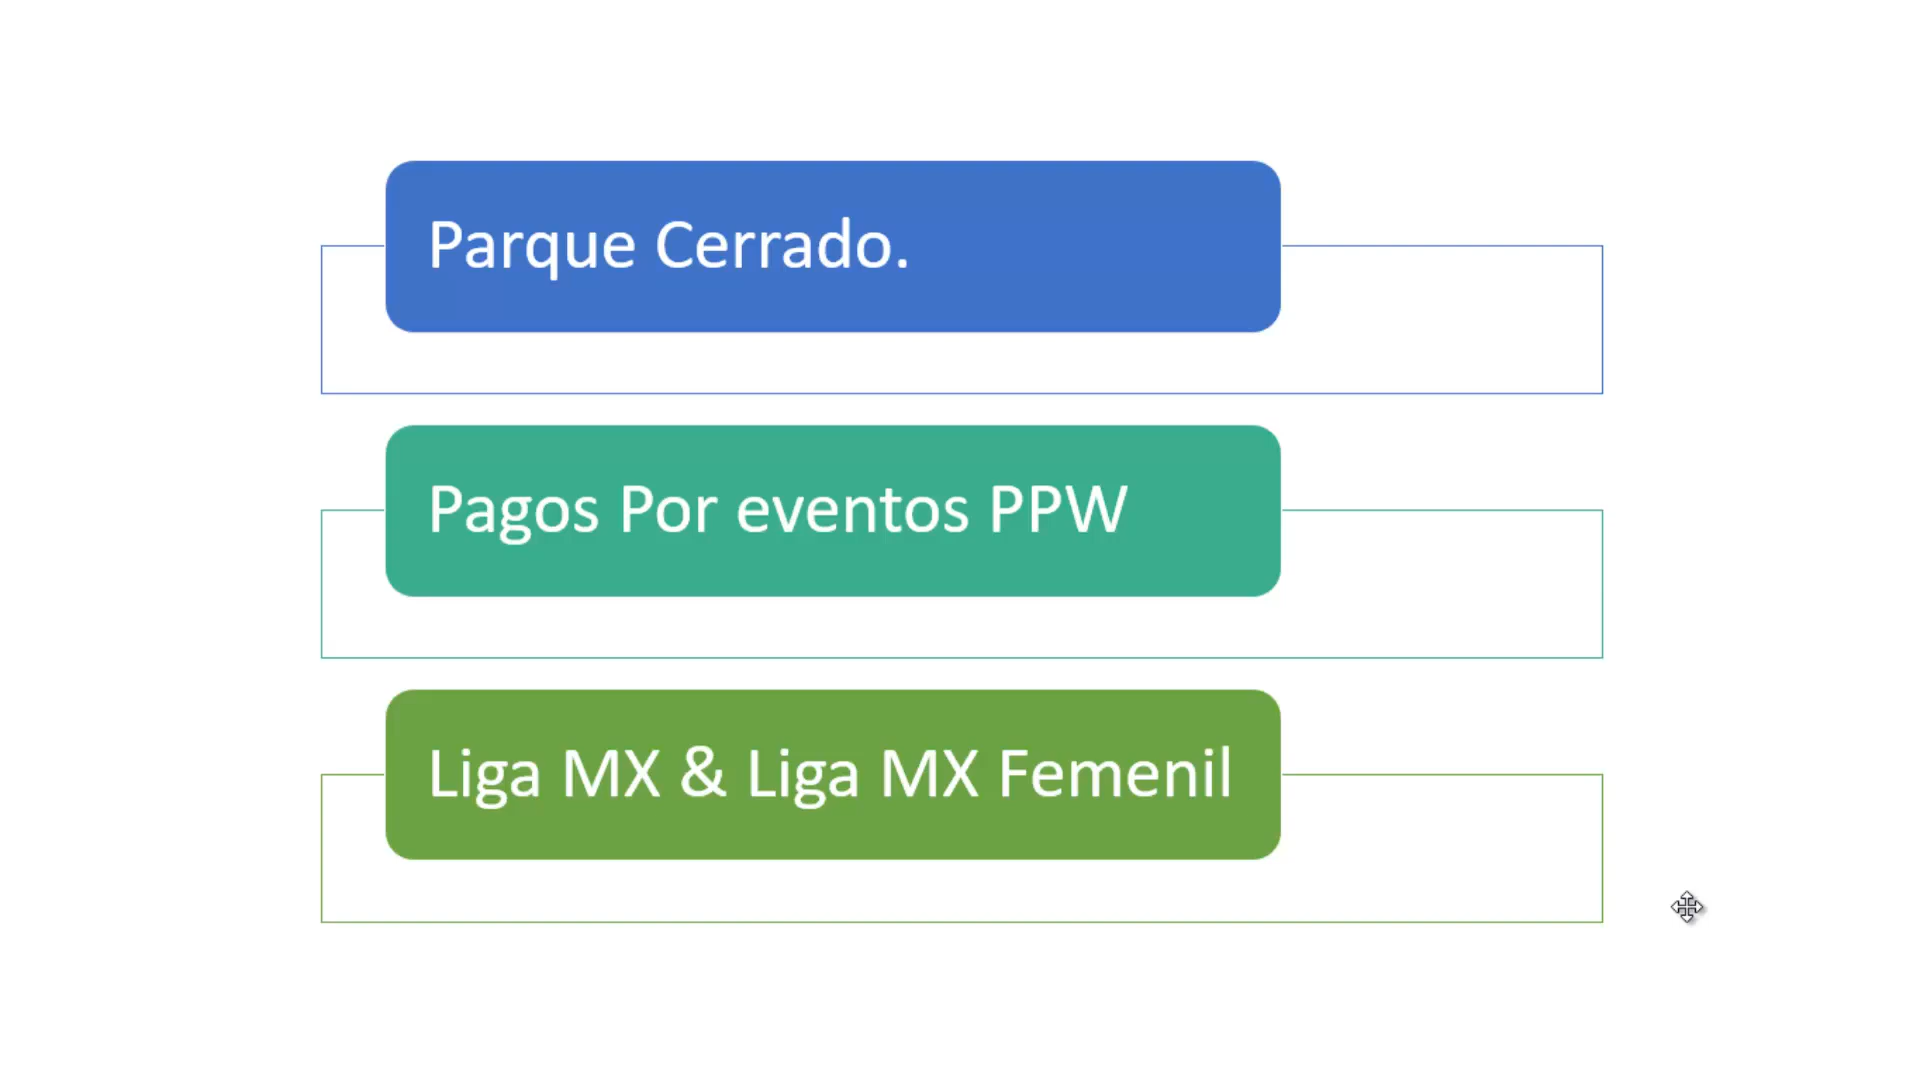 Parque Cerrado.
Pagos Por eventos PPW
Liga MX & Liga MX Femenil